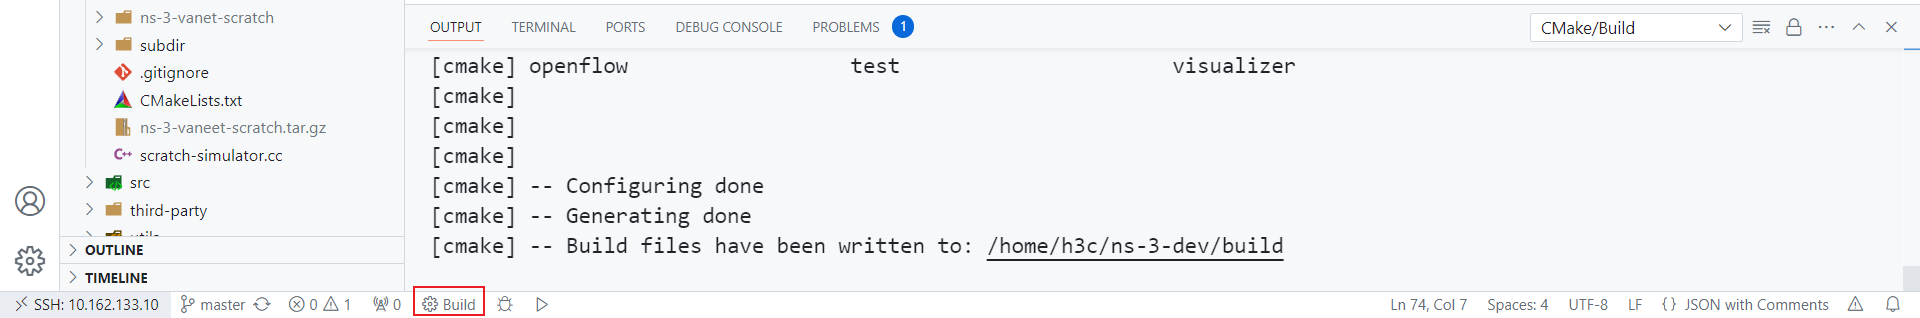 ns-3-vanet-scratch
subdir
.gitignore
CMakeLists.txt
ns-3-vaneet-scratch.tar.gz
scratch-simulator.cc
src
third-party
utils
OUTLINE
TIMELINE
OUTPUT TERMINAL PORTS DEBUG CONSOLE PROBLEMS 1 CMake/Build
[cmake] openflow test visualizer
[cmake]
[cmake]
[cmake]
[cmake] -- Configuring done
[cmake] -- Generating done
[cmake] -- Build files have been written to: /home/h3c/ns-3-dev/build
SSH: 10.162.133.10 master 0 1 0 Build Ln 74, Col 7 Spaces: 4 UTF-8 LF {} JSON with Comments